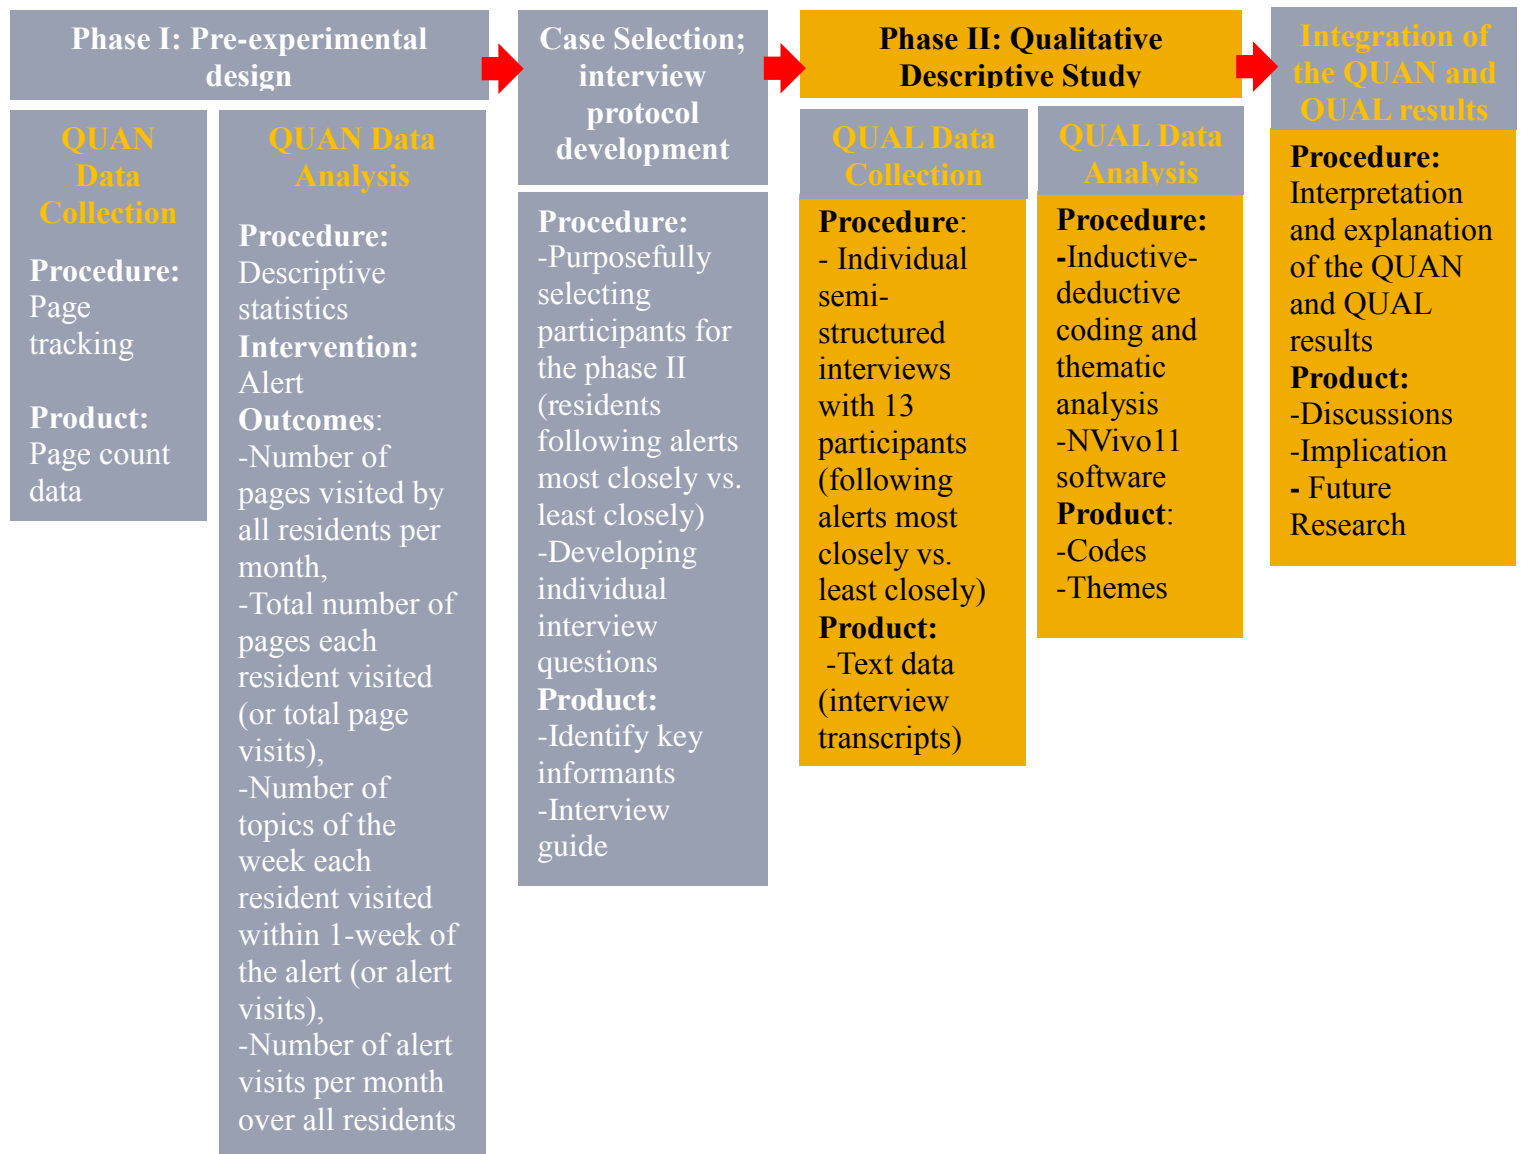 Phase I: Pre-experimental
design
QUAN
Data
Collection
Procedure:
Page
tracking
Product:
Page count
data
QUAN Data
Analysis
Procedure:
Descriptive
statistics
Intervention:
Alert
Outcomes:
-Number of
pages visited by
all residents per
month,
-Total number of
pages each
resident visited
(or total page
visits),
-Number of
topics of the
week each
resident visited
within 1-week of
the alert (or alert
visits),
-Number of alert
visits per month
over all residents
Case Selection;
interview
protocol
development
Procedure:
-Purposefully
selecting
participants for
the phase II
(residents
following alerts
most closely vs.
least closely)
-Developing
individual
interview
questions
Product:
-Identify key
informants
-Interview
guide
Phase II: Qualitative
Descriptive Study
QUAL Data
Collection
Procedure:
- Individual
semi-
structured
interviews
with 13
participants
(following
alerts most
closely vs.
least closely)
Product:
-Text data
(interview
transcripts)
QUAL Data
Analysis
Procedure:
-Inductive-
deductive
coding and
thematic
analysis
-NVivo11
software
Product:
-Codes
-Themes
Integration of
the QUAN and
QUAL results
Procedure:
Interpretation
and explanation
of the QUAN
and QUAL
results
Product:
-Discussions
-Implication
- Future
Research